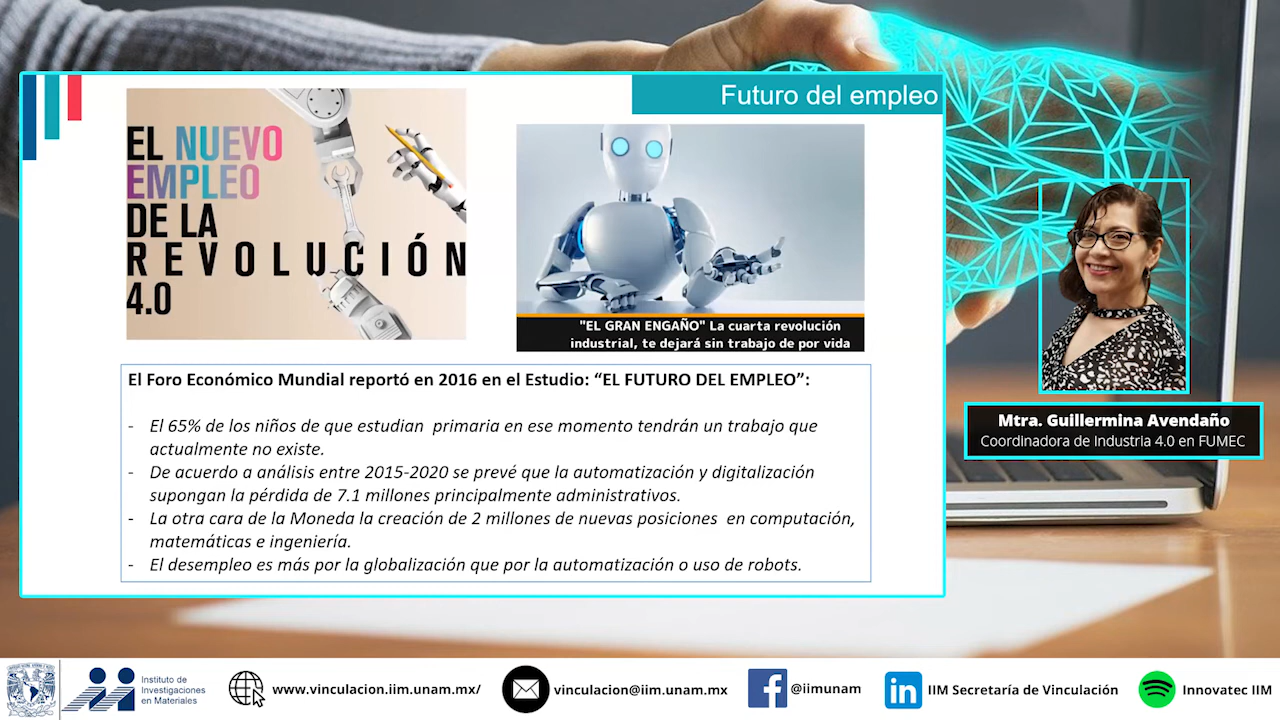 Futuro del empleo
EL NUEVO
EMPLEO
DE LA
REVOLUCIÓN
4.0
"EL GRAN ENGAÑO" La cuarta revolución
industrial, te dejará sin trabajo de por vida
El Foro Económico Mundial reportó en 2016 en el Estudio: “EL FUTURO DEL EMPLEO”:
- El 65% de los niños de que estudian primaria en ese momento tendrán un trabajo que
actualmente no existe.
- De acuerdo a análisis entre 2015-2020 se prevé que la automatización y digitalización
supongan la pérdida de 7.1 millones principalmente administrativos.
- La otra cara de la Moneda la creación de 2 millones de nuevas posiciones en computación,
matemáticas e ingeniería.
- El desempleo es más por la globalización que por la automatización o uso de robots.
Mtra. Guillermina Avendaño
Coordinadora de Industria 4.0 en FUMEC
Instituto de
Investigaciones
en Materiales
www.vinculacion.iim.unam.mx/
vinculacion@iim.unam.mx
@iimunam
IIM Secretaría de Vinculación
Innovatec IIM